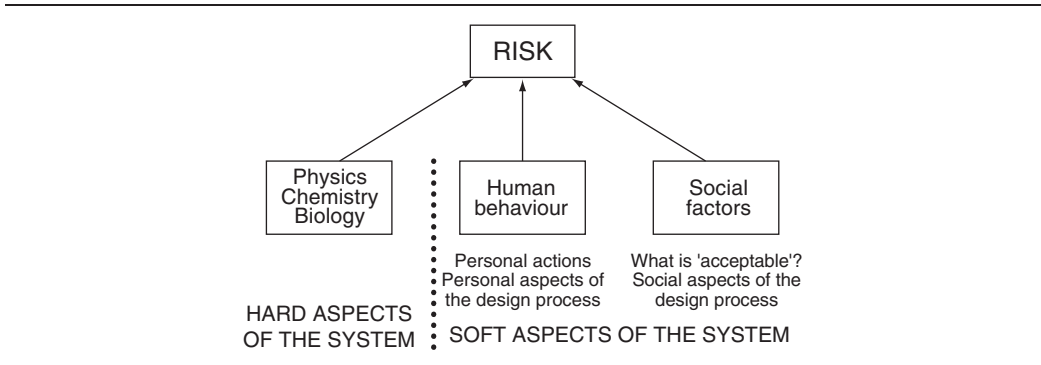 RISK
Physics
Chemistry
Biology
Human
behaviour
Social
factors
Personal actions
Personal aspects of
the design process
What is 'acceptable'?
Social aspects of the
design process
HARD ASPECTS
OF THE SYSTEM
SOFT ASPECTS OF THE SYSTEM